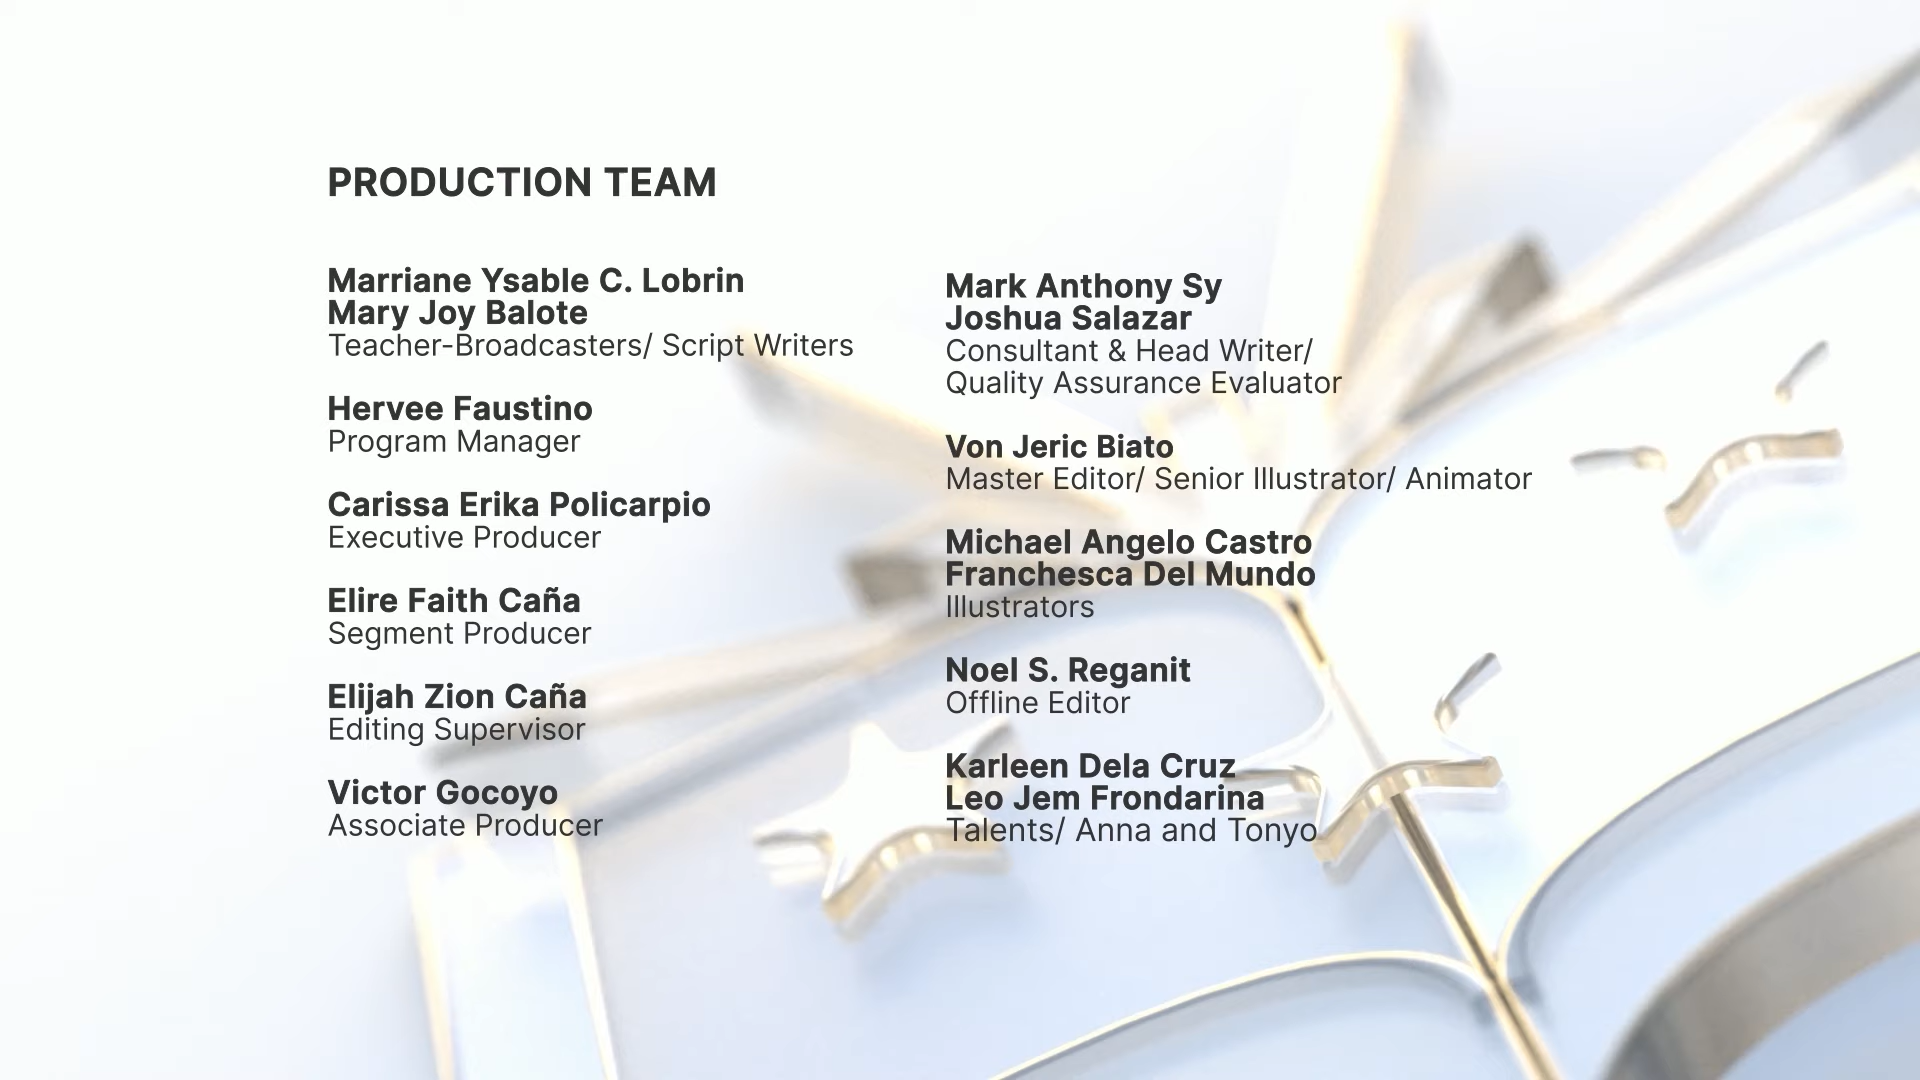 PRODUCTION TEAM
Marriane Ysable C. Lobrin
Mary Joy Balote
Teacher-Broadcasters/ Script Writers
Hervee Faustino
Program Manager
Carissa Erika Policarpio
Executive Producer
Elire Faith Caña
Segment Producer
Elijah Zion Caña
Editing Supervisor
Victor Gocoyo
Associate Producer
Mark Anthony Sy
Joshua Salazar
Consultant & Head Writer/
Quality Assurance Evaluator
Von Jeric Biato
Master Editor/ Senior Illustrator/ Animator
Michael Angelo Castro
Franchesca Del Mundo
Illustrators
Noel S. Reganit
Offline Editor
Karleen Dela Cruz
Leo Jem Frondarina
Talents/ Anna and Tonyo